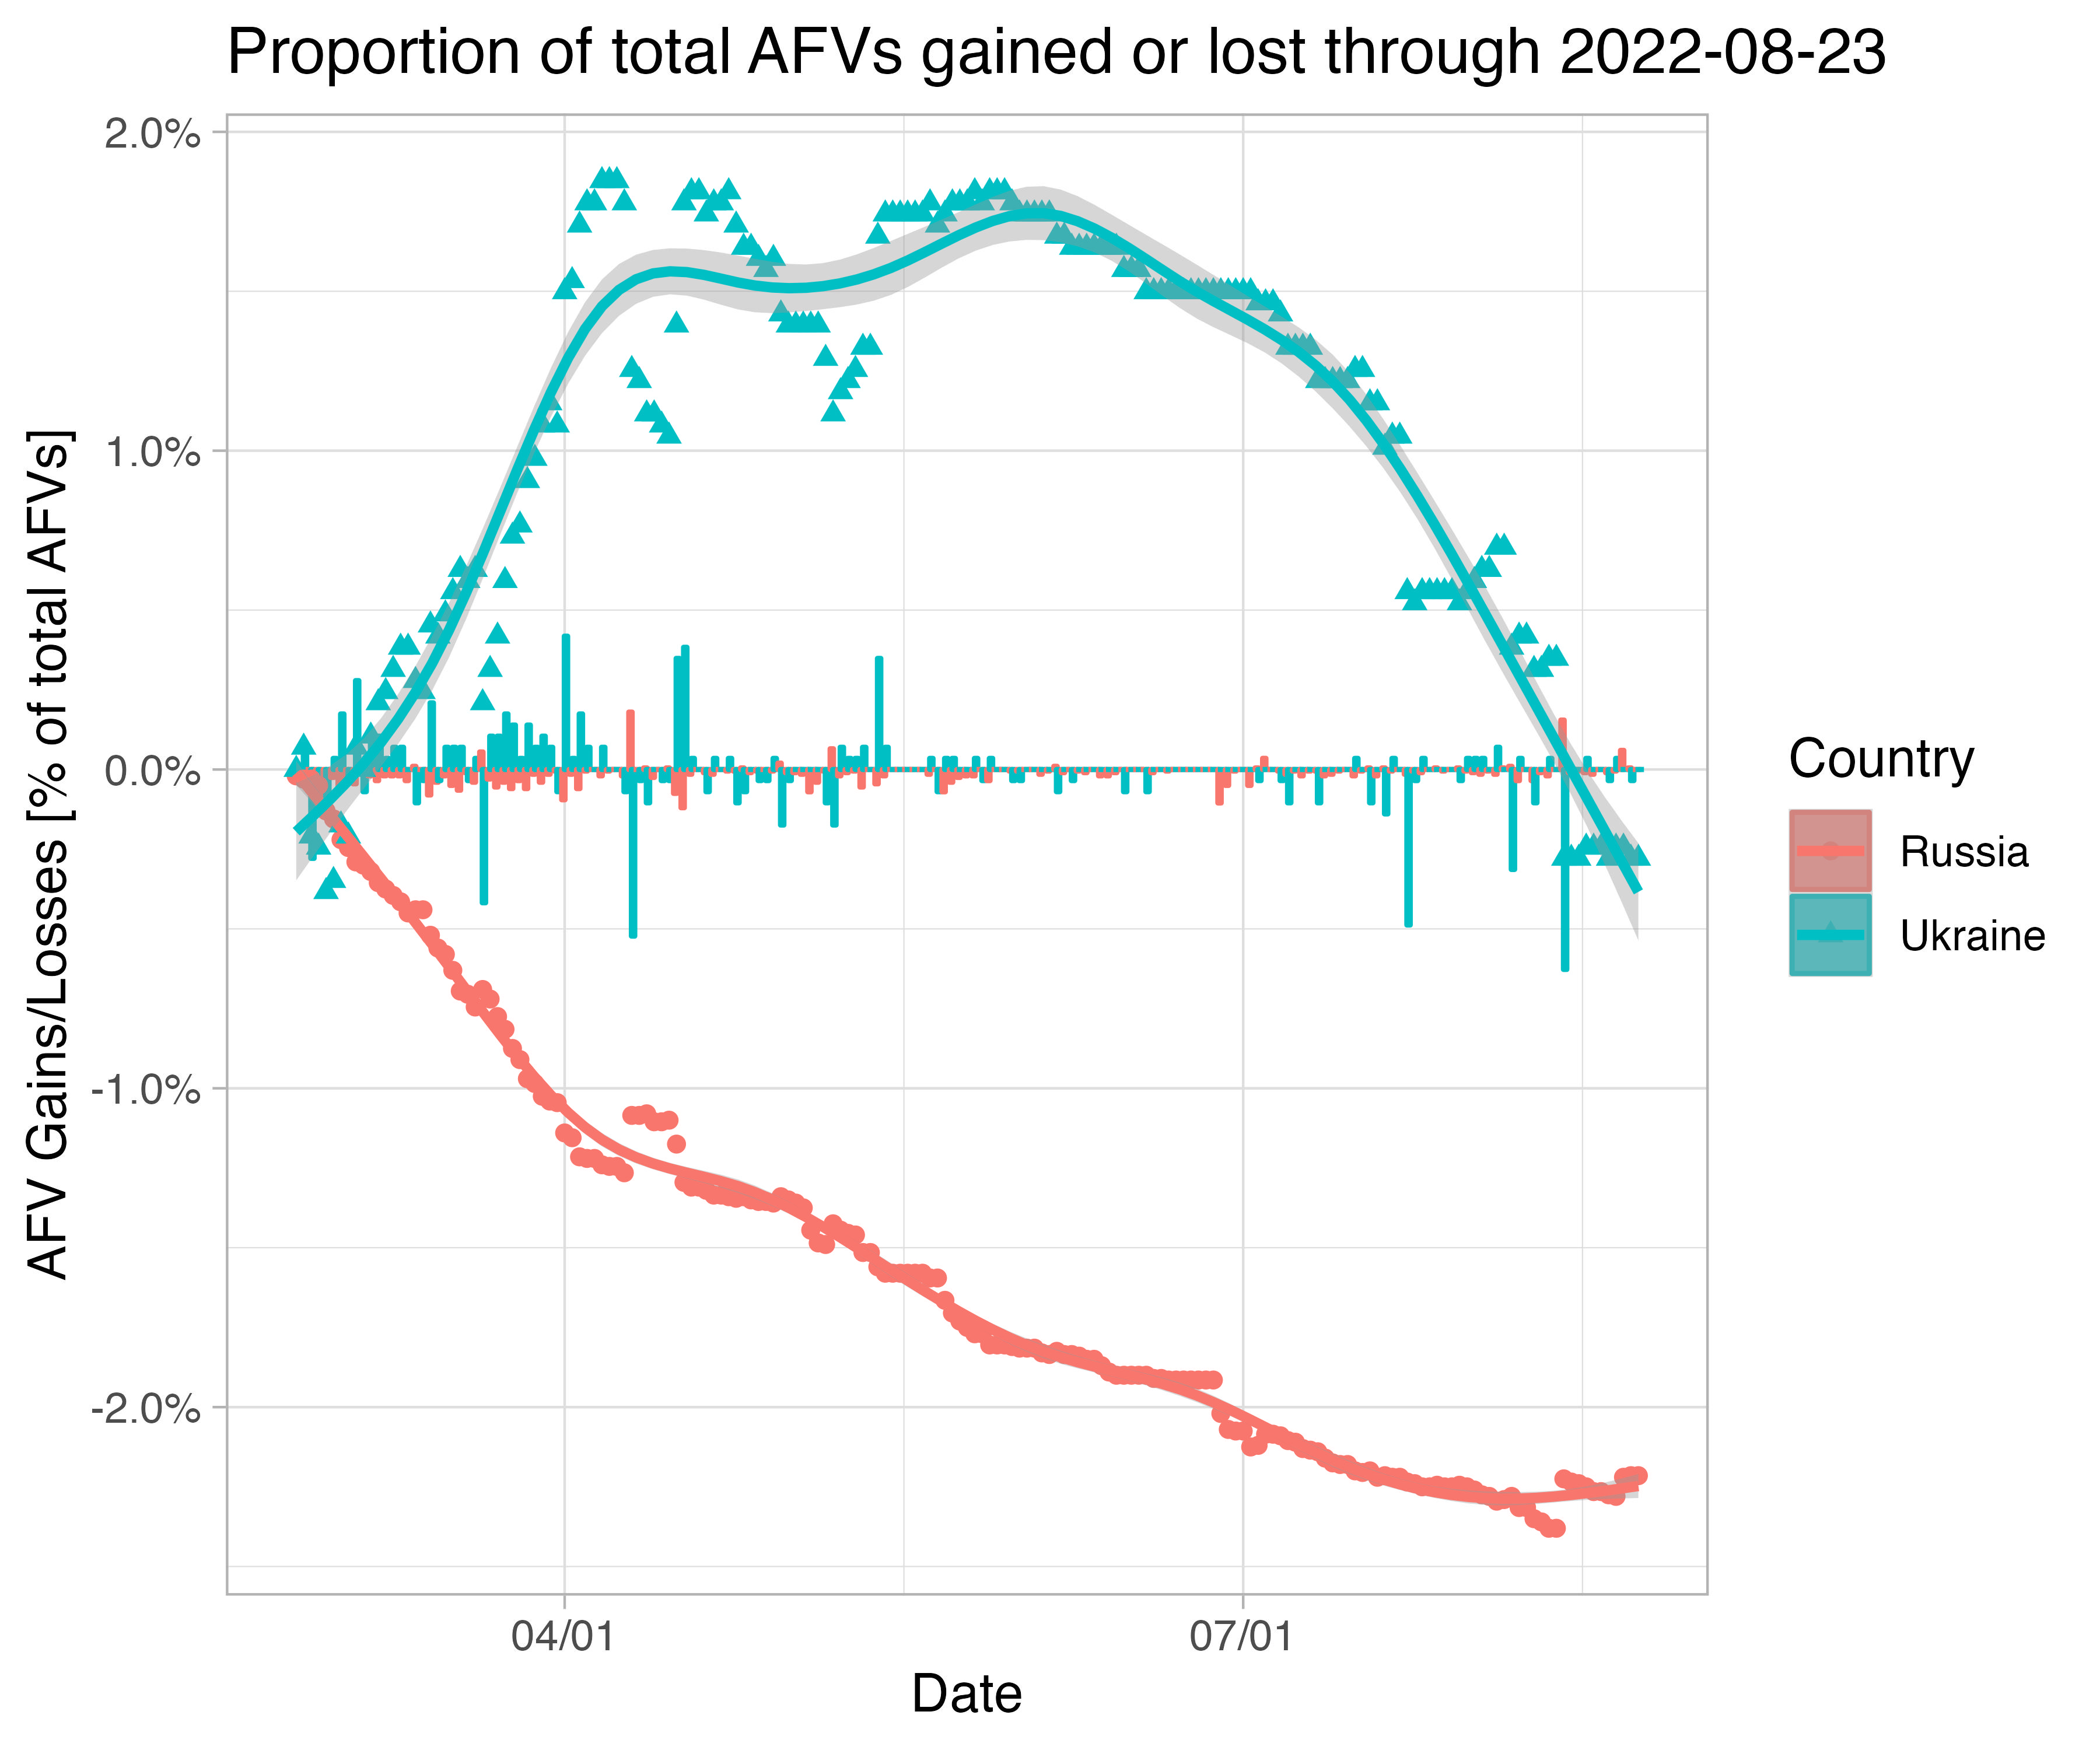 Proportion of total AFVs gained or lost through 2022-08-23
AFV Gains/Losses [% of total AFVs]
2.0%
1.0%
0.0%
-1.0%
-2.0%
04/01
07/01
Date
Country
Russia
Ukraine